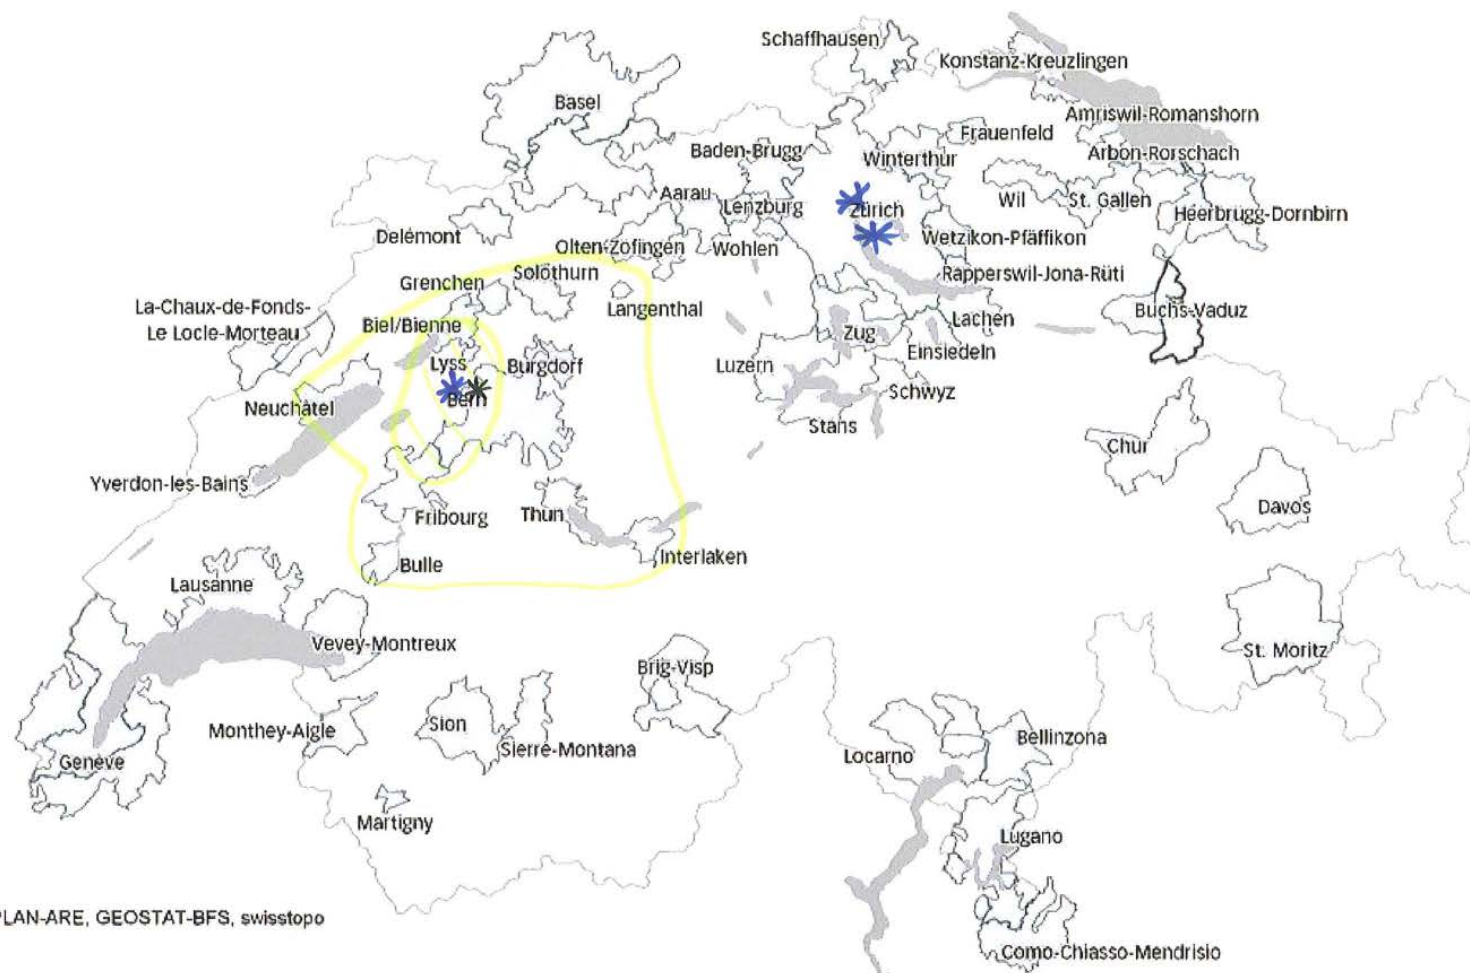 Schaffhausen
Konstanz-Kreuzlingen
Basel
Amriswil-Romanshorn
Frauenfeld
Baden-Brugg
Winterthur
Arbon-Rorschach
Aarau
Lenzburg
Zürich
Wil
St. Gallen
Heerbrugg-Dornbirn
Delémont
Olten-Zofingen
Wohlen
Wetzikon-Pfäffikon
Grenchen
Solothurn
Rapperswil-Jona-Rüti
La-Chaux-de-Fonds-
Le Locle-Morteau
Langenthal
Buchs-Vaduz
Biel/Bienne
Zug
Lachen
Lyss
Burgdorf
Luzern
Einsiedeln
Bern
Schwyz
Neuchâtel
Stans
Chur
Yverdon-les-Bains
Davos
Fribourg
Thun
Interlaken
Bulle
Lausanne
Vevey-Montreux
St. Moritz
Brig-Visp
Monthey-Aigle
Sion
Sierre-Montana
Bellinzona
Locarno
Genève
Martigny
Lugano
PLAN-ARE, GEOSTAT-BFS, swisstopo
Como-Chiasso-Mendrisio